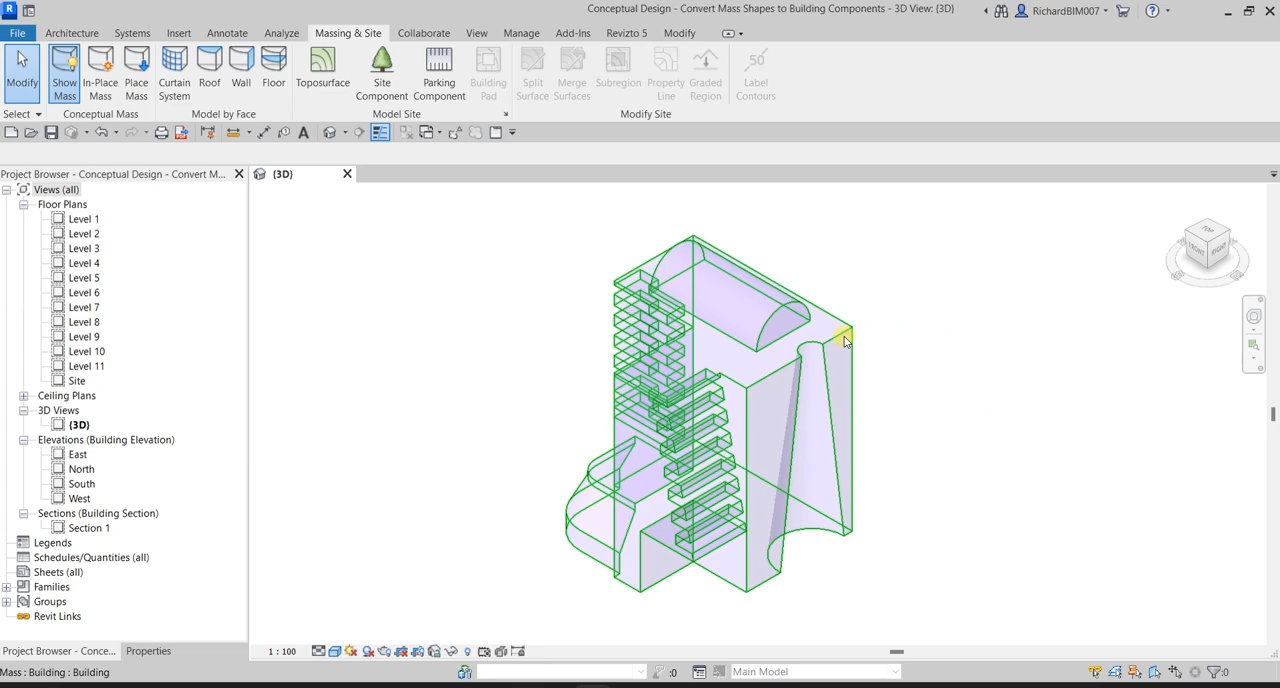 R
Conceptual Design - Convert Mass Shapes to Building Components - 3D View: {3D}
RichardBIM007
?
File Architecture Systems Insert Annotate Analyze Massing & Site Collaborate View Manage Add-Ins Revizto 5 Modify
Modify
Show Mass
In-Place Mass
Place Mass
Curtain System
Roof
Wall
Floor
Toposurface
Site Component
Parking Component
Building Pad
Split Surface
Merge Surfaces
Subregion
Property Line
Graded Region
50
Label Contours
Select
Conceptual Mass
Model by Face
Model Site
Modify Site
A
Project Browser - Conceptual Design - Convert M...
{3D}
Views (all)
Floor Plans
Level 1
Level 2
Level 3
Level 4
Level 5
Level 6
Level 7
Level 8
Level 9
Level 10
Level 11
Site
Ceiling Plans
3D Views
{3D}
Elevations (Building Elevation)
East
North
South
West
Sections (Building Section)
Section 1
Legends
Schedules/Quantities (all)
Sheets (all)
Families
Groups
Revit Links
TOP
FRONT
RIGHT
Project Browser - Conce...
Properties
1 : 100
Mass : Building : Building
:0
Main Model
:0